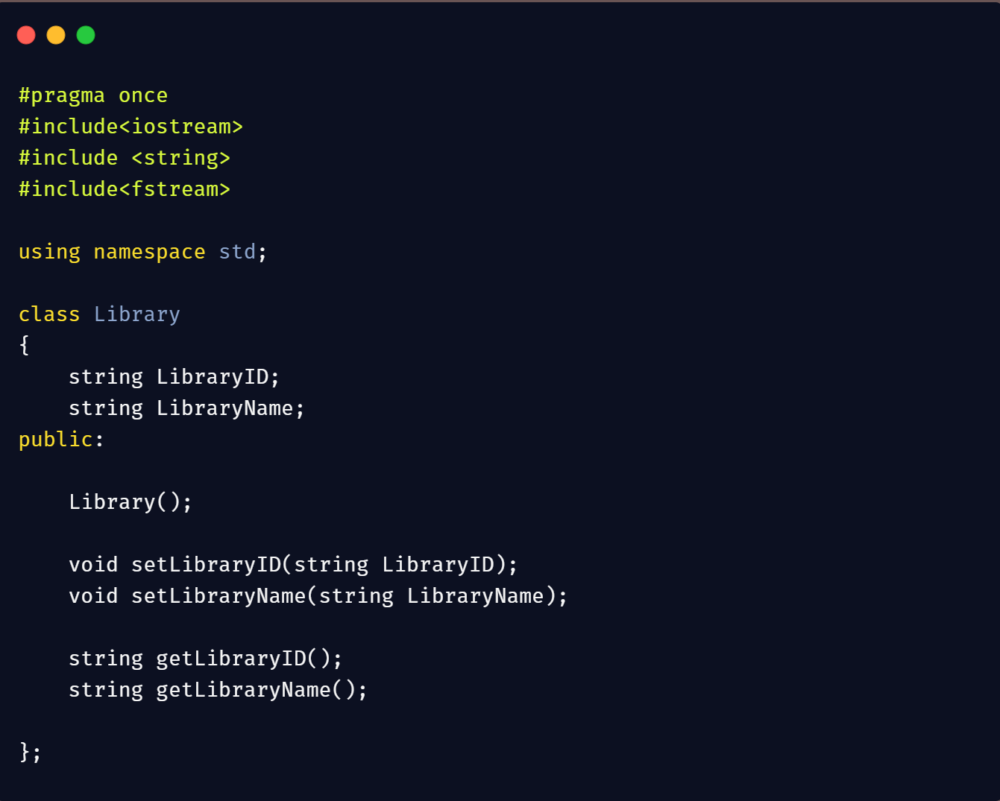 #pragma once
#include<iostream>
#include <string>
#include<fstream>
using namespace std;
class Library
{
    string LibraryID;
    string LibraryName;
public:
    Library();
    void setLibraryID(string LibraryID);
    void setLibraryName(string LibraryName);
    string getLibraryID();
    string getLibraryName();
};